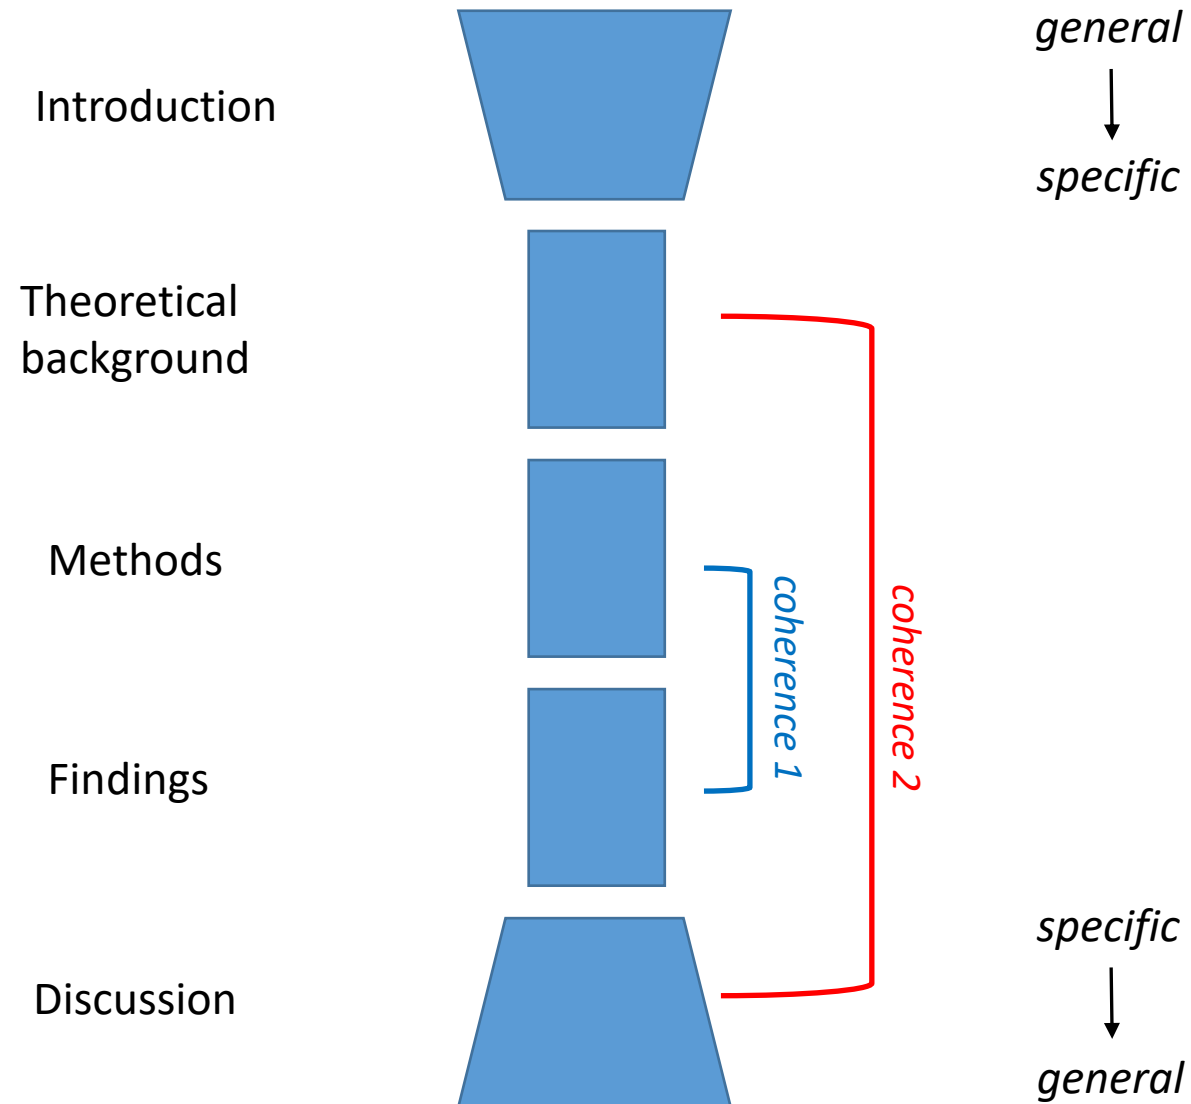 general
Introduction
specific
Theoretical
background
Methods
coherence 1
coherence 2
Findings
specific
Discussion
general